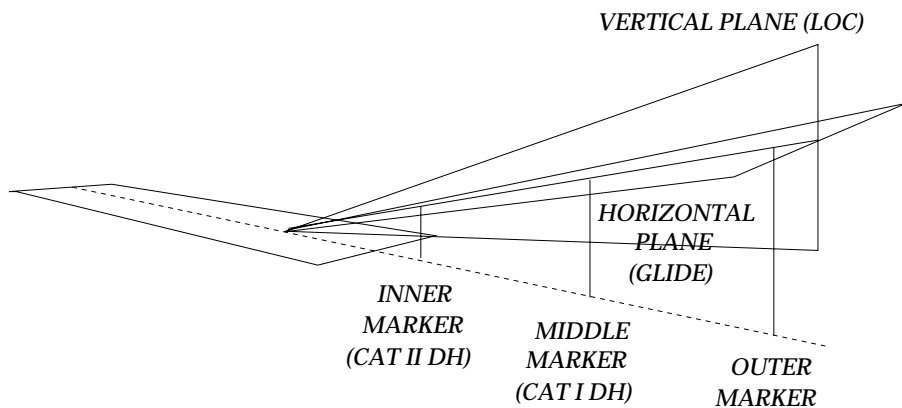 VERTICAL PLANE (LOC)
HORIZONTAL
PLANE
(GLIDE)
INNER
MARKER
(CAT II DH)
MIDDLE
MARKER
(CAT I DH)
OUTER
MARKER